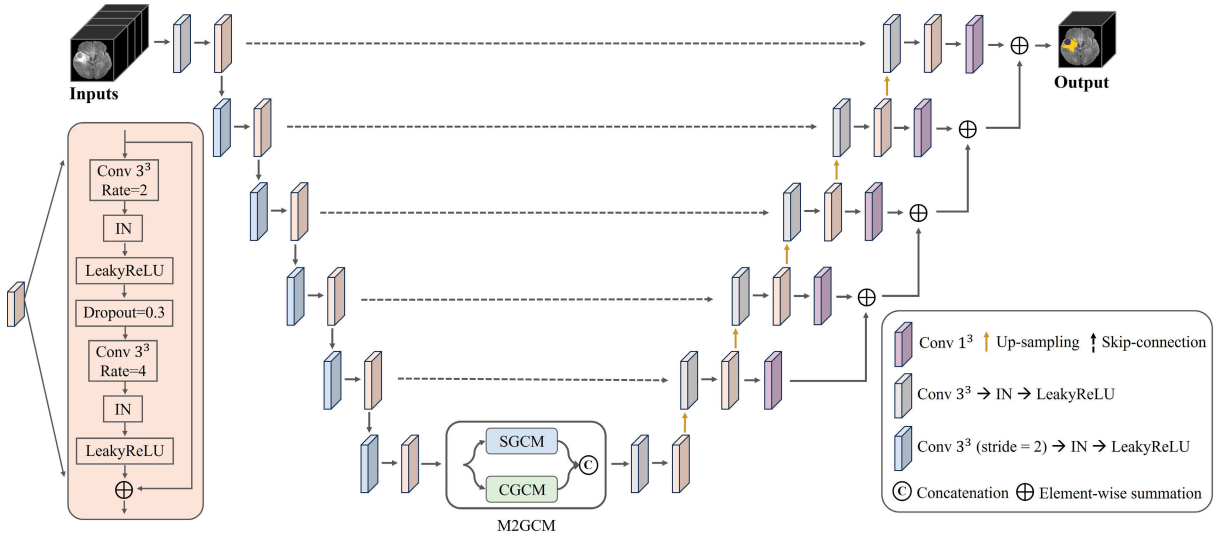 Inputs
Output
Conv 3³
Rate=2
IN
LeakyReLU
Dropout=0.3
Conv 3³
Rate=4
IN
LeakyReLU
SGCM
CGCM
C
M2GCM
Conv 1³
Up-sampling
Skip-connection
Conv 3³ → IN → LeakyReLU
Conv 3³ (stride = 2) → IN → LeakyReLU
C Concatenation
Element-wise summation